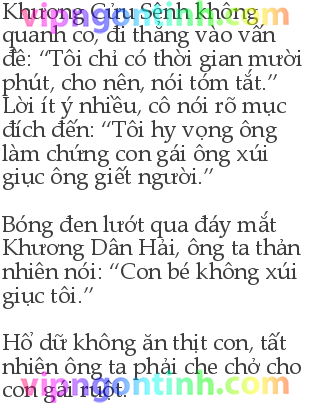 Khương Cửu Sênh không
quanh co, đi thẳng vào vấn
đề: “Tôi chỉ có thời gian mười
phút, cho nên, nói tóm tắt.”
Lời ít ý nhiều, cô nói rõ mục
đích đến: “Tôi hy vọng ông
làm chứng con gái ông xúi
giục ông giết người.”
Bóng đen lướt qua đáy mắt
Khương Dân Hải, ông ta thản
nhiên nói: “Con bé không xúi
giục tôi.”
Hổ dữ không ăn thịt con, tất
nhiên ông ta phải che chở cho
con gái ruột.
vipngontinh.com
vipngontinh.com
vipngontinh.com